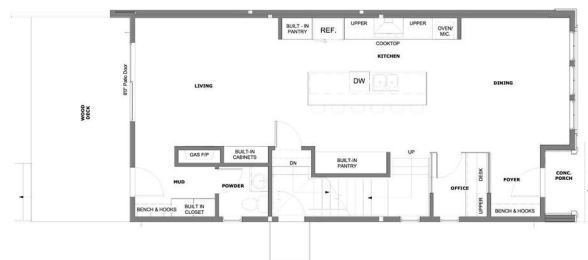 BUILT - IN
PANTRY
REF.
UPPER
UPPER
OVEN/
MIC.
COOKTOP
KITCHEN
8'0" Patio Door
WOOD
DECK
LIVING
DW
DINING
GAS F/P
BUILT-IN
CABINETS
DN
BUILT-IN
PANTRY
UP
MUD
POWDER
OFFICE
DESK
UPPER
FOYER
CONC.
PORCH
BENCH & HOOKS
BUILT IN
CLOSET
BENCH & HOOKS